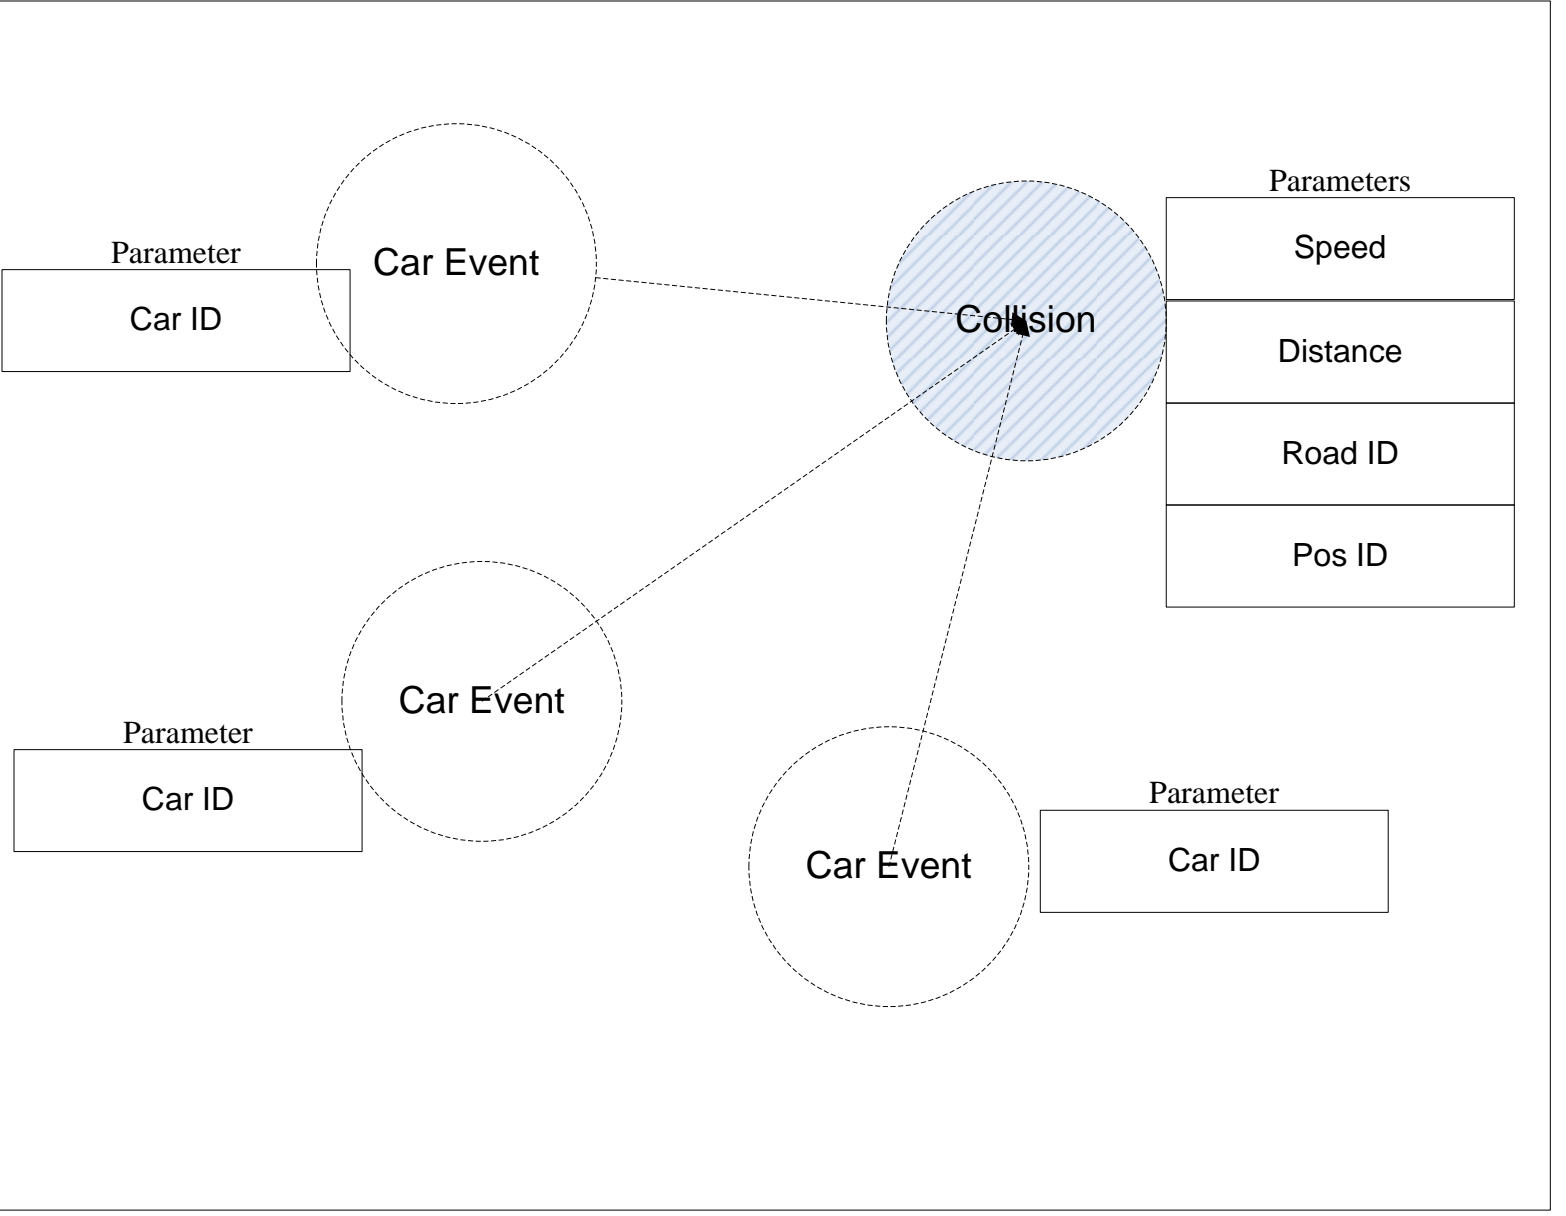 Parameter
Car ID
Car Event
Collision
Parameters
Speed
Distance
Road ID
Pos ID
Parameter
Car ID
Car Event
Car Event
Parameter
Car ID